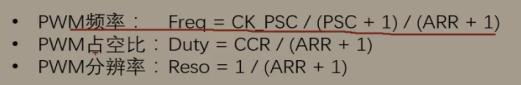 • PWM频率： Freq = CK_PSC / (PSC + 1) / (ARR + 1)
• PWM占空比：Duty = CCR / (ARR + 1)
• PWM分辨率：Reso = 1 / (ARR + 1)